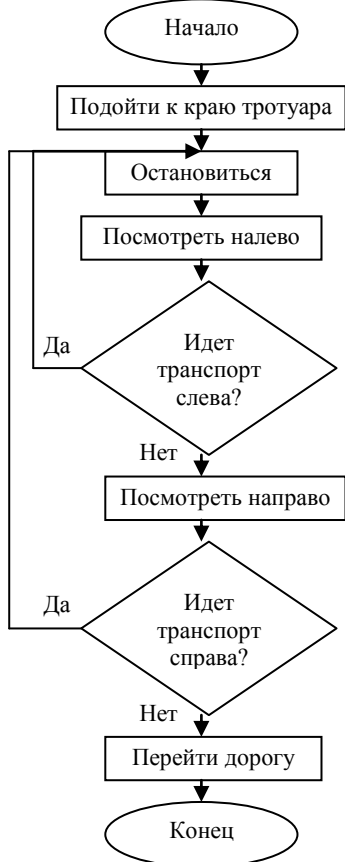 Начало
Подойти к краю тротуара
Остановиться
Посмотреть налево
Идет
транспорт
слева?
Да
Нет
Посмотреть направо
Идет
транспорт
справа?
Да
Нет
Перейти дорогу
Конец